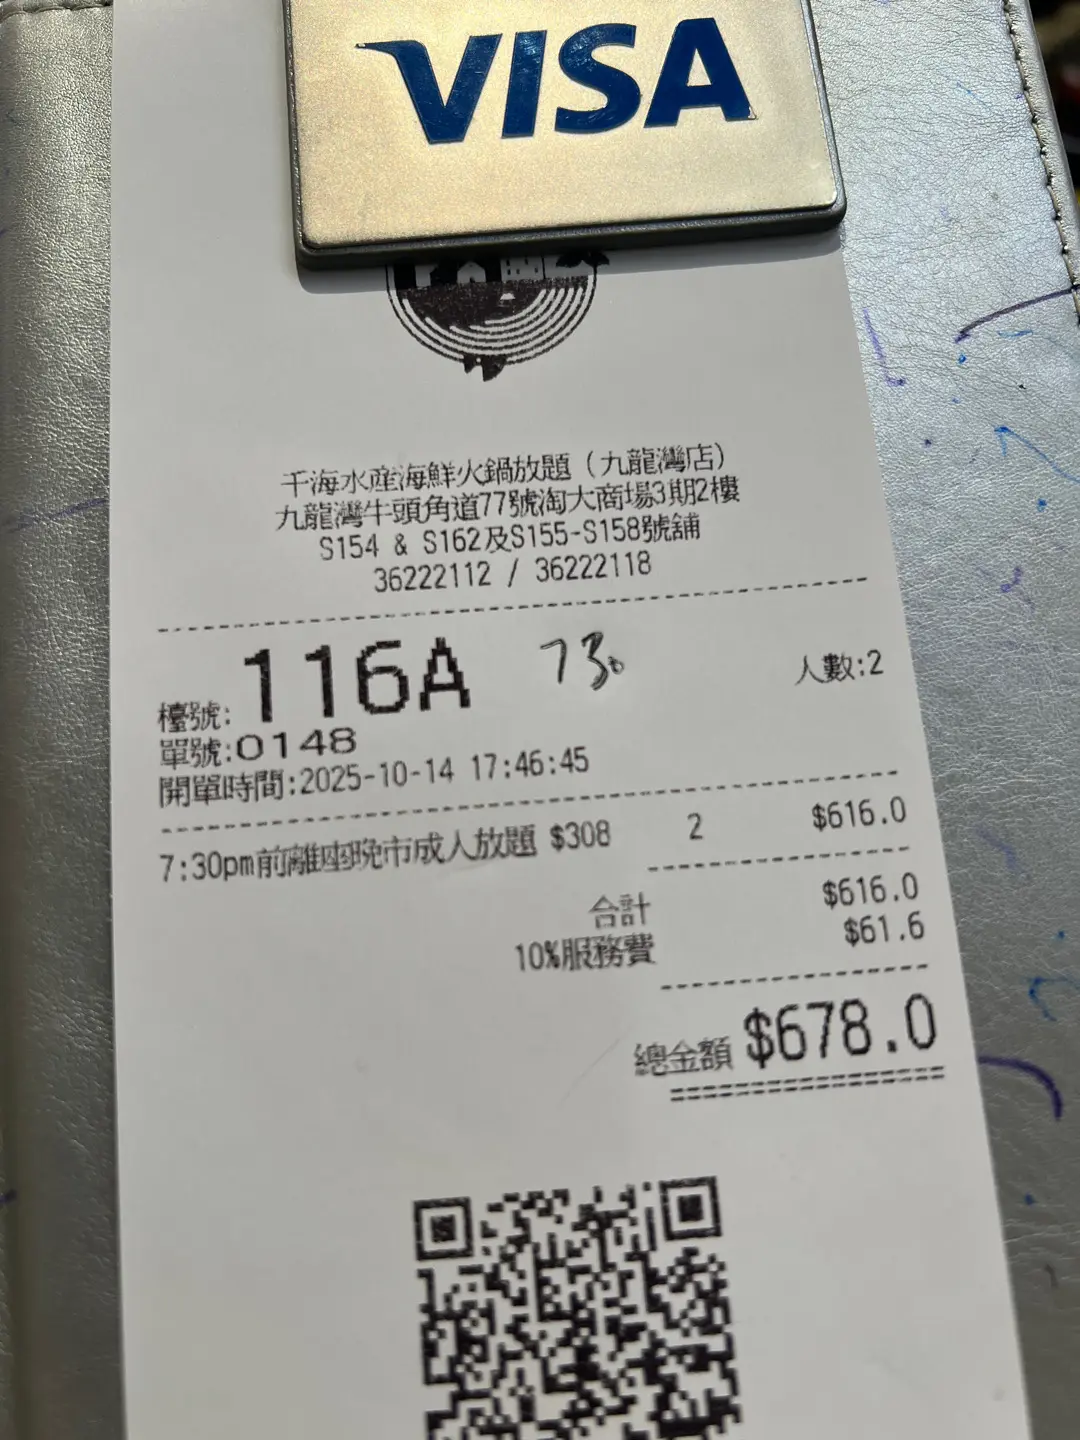 VISA
千海水產海鮮火鍋放題（九龍灣店）
九龍灣牛頭角道77號淘大商場3期2樓
S154 & S162及S155-S158號舖
36222112 / 36222118
檯號: 116A 730 人數:2
單號:0148
開單時間:2025-10-14 17:46:45
7:30pm前離座晚市成人放題 $308 2 $616.0
合計 $616.0
10%服務費 $61.6
總金額 $678.0